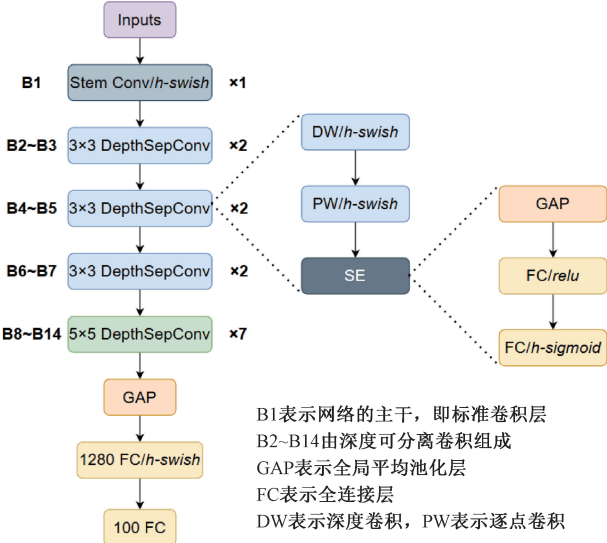 Inputs
B1 Stem Conv/h-swish ×1
B2~B3 3×3 DepthSepConv ×2
B4~B5 3×3 DepthSepConv ×2
B6~B7 3×3 DepthSepConv ×2
B8~B14 5×5 DepthSepConv ×7
GAP
1280 FC/h-swish
100 FC
DW/h-swish
PW/h-swish
SE
GAP
FC/relu
FC/h-sigmoid
B1表示网络的主干，即标准卷积层
B2~B14由深度可分离卷积组成
GAP表示全局平均池化层
FC表示全连接层
DW表示深度卷积，PW表示逐点卷积